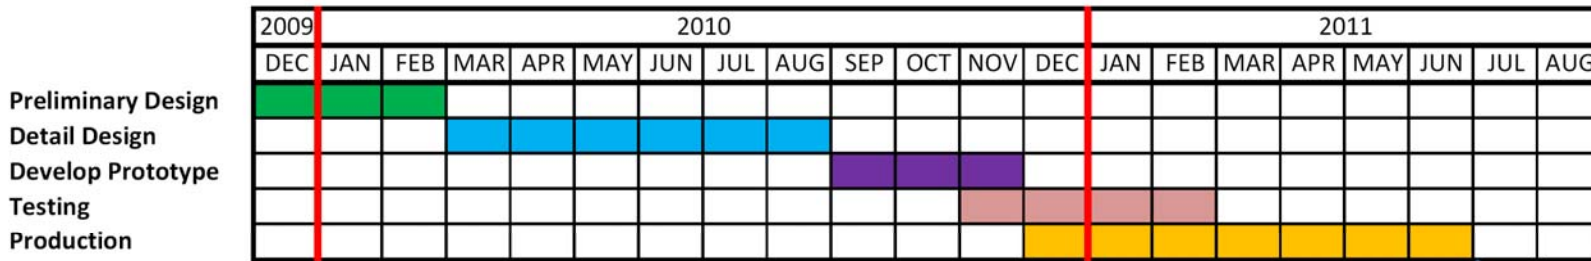 2009 2010 2011
DEC JAN FEB MAR APR MAY JUN JUL AUG SEP OCT NOV DEC JAN FEB MAR APR MAY JUN JUL AUG
Preliminary Design
Detail Design
Develop Prototype
Testing
Production